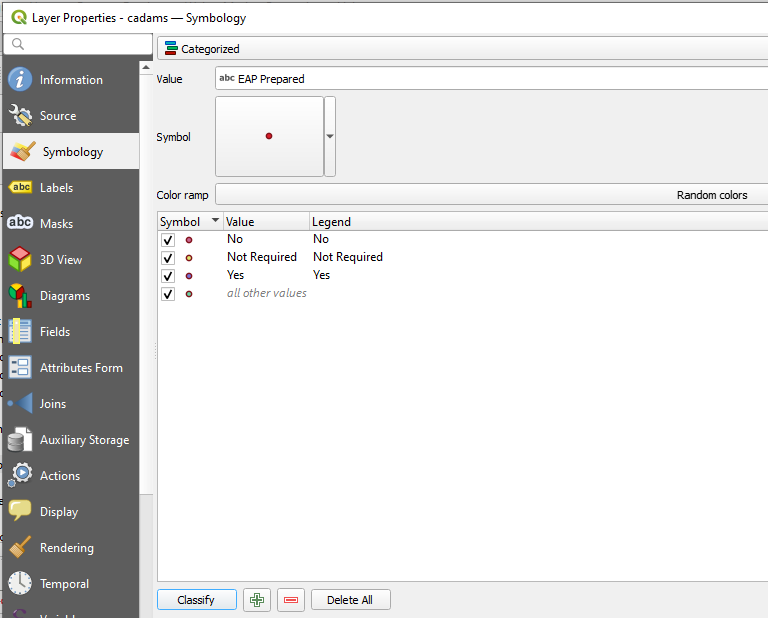 Layer Properties - cadams — Symbology
Information
Source
Symbology
abc Labels
abc Masks
3D View
Diagrams
Fields
Attributes Form
Joins
Auxiliary Storage
Actions
Display
Rendering
Temporal
Categorized
Value abc EAP Prepared
Symbol
Color ramp Random colors
Symbol Value Legend
No No
Not Required Not Required
Yes Yes
all other values
Classify Delete All